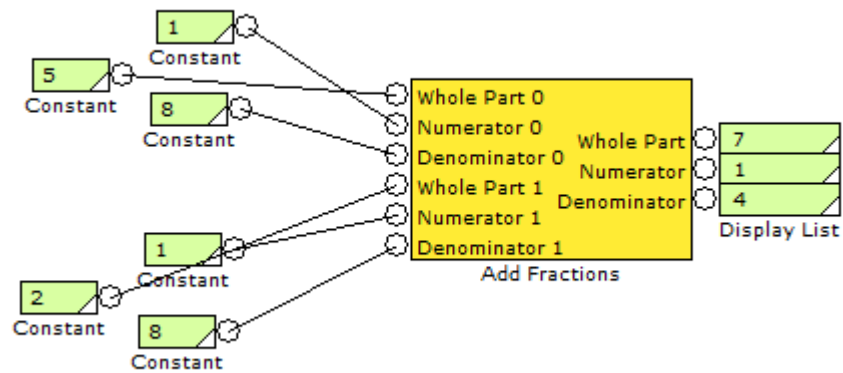 1
Constant
5
Constant
8
Constant
Whole Part 0
Numerator 0
Denominator 0
Whole Part 1
Numerator 1
Denominator 1
Whole Part
Numerator
Denominator
Add Fractions
7
1
4
Display List
1
Constant
2
Constant
8
Constant